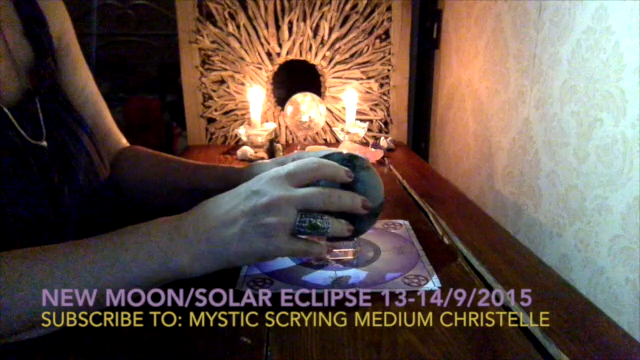 NEW MOON/SOLAR ECLIPSE 13-14/9/2015
SUBSCRIBE TO: MYSTIC SCRYING MEDIUM CHRISTELLE